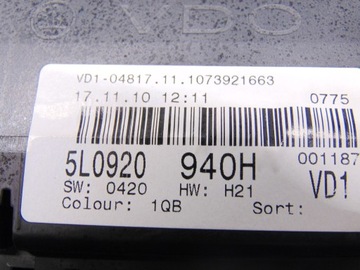 VDO
VD1-04817.11.1073921663
17.11.10 12:11 0775
5L0920 940H 001187
SW: 0420 HW: H21 VD1
Colour: 1QB Sort: